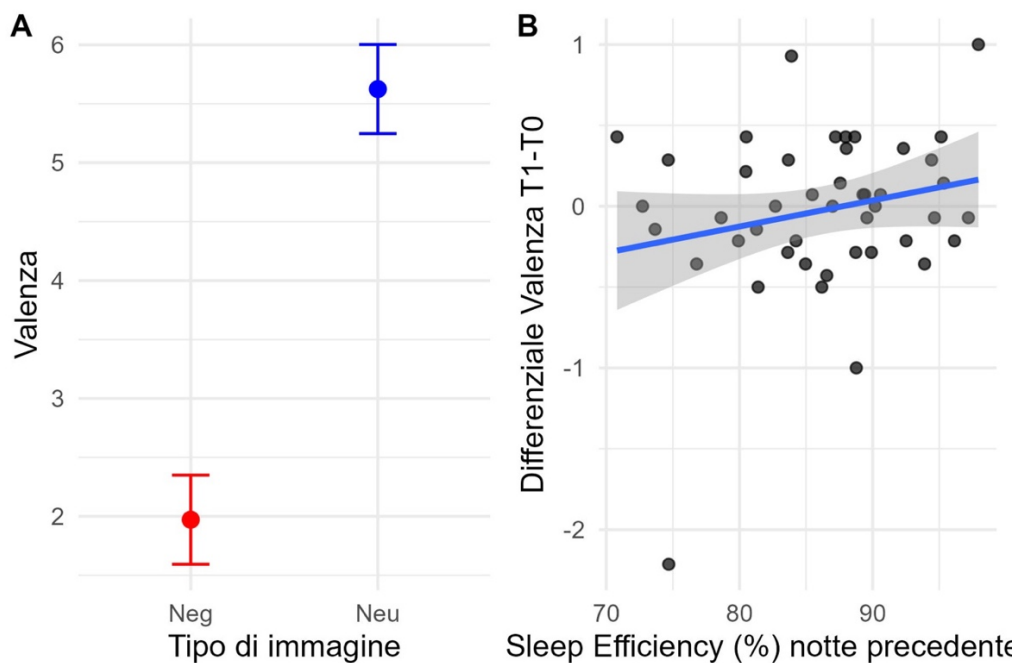 A
B
Valenza
6
5
4
3
2
Neg
Neu
Tipo di immagine
Differenziale Valenza T1-T0
1
0
-1
-2
70
80
90
Sleep Efficiency (%) notte precedente